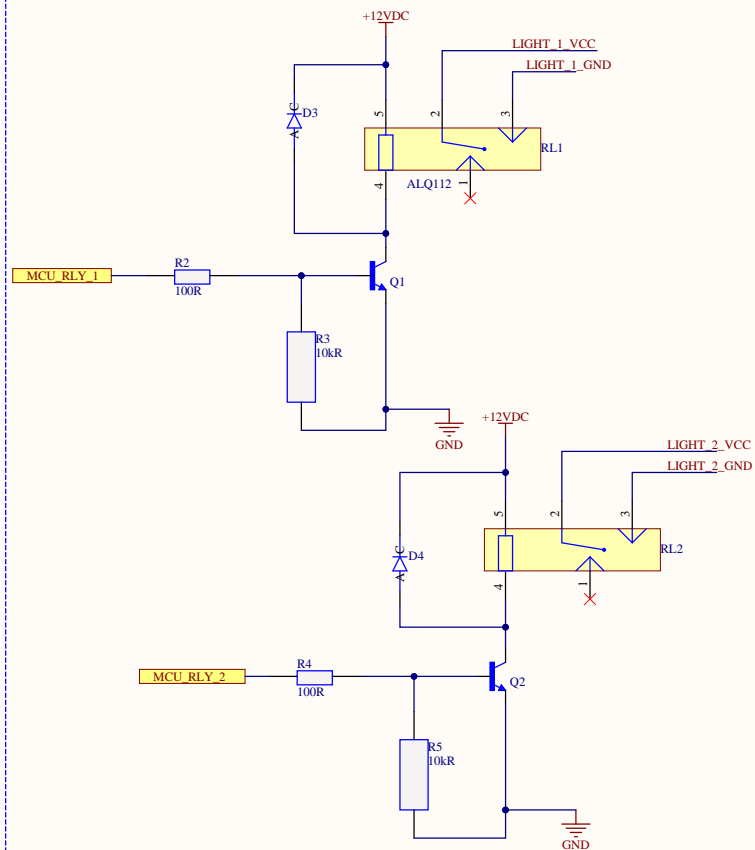 +12VDC
LIGHT_1_VCC
LIGHT_1_GND
C
D3
A
5
2
3
RL1
4
ALQ112
1
MCU_RLY_1
R2
100R
Q1
R3
10kR
GND
+12VDC
LIGHT_2_VCC
LIGHT_2_GND
C
D4
A
5
2
3
RL2
4
1
MCU_RLY_2
R4
100R
Q2
R5
10kR
GND